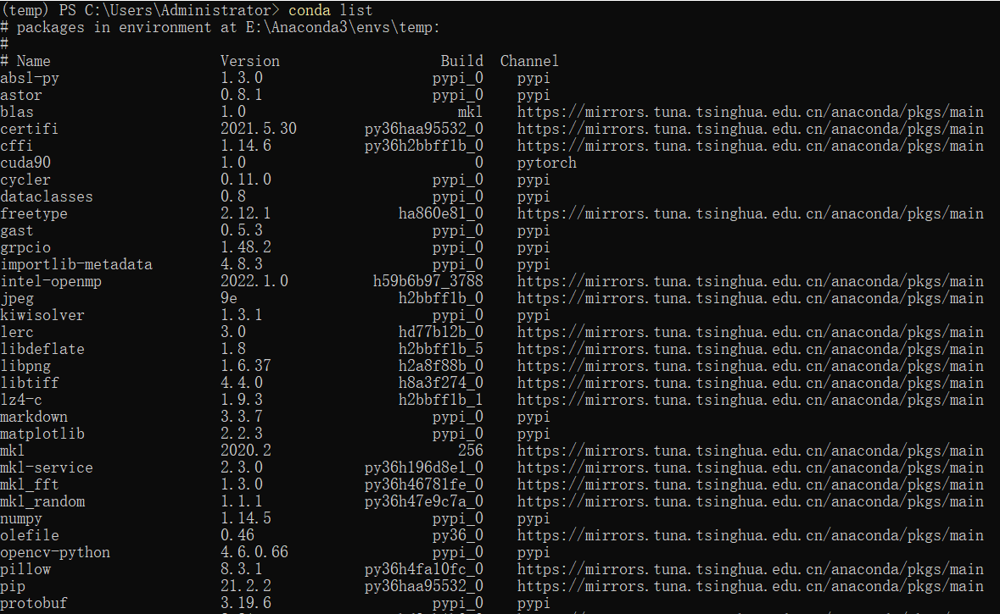 (temp) PS C:\Users\Administrator> conda list
# packages in environment at E:\Anaconda3\envs\temp:
#
# Name Version Build Channel
absl-py 1.3.0 pypi_0 pypi
astor 0.8.1 pypi_0 pypi
blas 1.0 mkl https://mirrors.tuna.tsinghua.edu.cn/anaconda/pkgs/main
certifi 2021.5.30 py36haa95532_0 https://mirrors.tuna.tsinghua.edu.cn/anaconda/pkgs/main
cffi 1.14.6 py36h2bbff1b_0 https://mirrors.tuna.tsinghua.edu.cn/anaconda/pkgs/main
cuda90 1.0 0 pytorch
cycler 0.11.0 pypi_0 pypi
dataclasses 0.8 pypi_0 pypi
freetype 2.12.1 ha860e81_0 https://mirrors.tuna.tsinghua.edu.cn/anaconda/pkgs/main
gast 0.5.3 pypi_0 pypi
grpcio 1.48.2 pypi_0 pypi
importlib-metadata 4.8.3 pypi_0 pypi
intel-openmp 2022.1.0 h59b6b97_3788 https://mirrors.tuna.tsinghua.edu.cn/anaconda/pkgs/main
jpeg 9e h2bbff1b_0 https://mirrors.tuna.tsinghua.edu.cn/anaconda/pkgs/main
kiwisolver 1.3.1 pypi_0 pypi
lerc 3.0 hd77b12b_0 https://mirrors.tuna.tsinghua.edu.cn/anaconda/pkgs/main
libdeflate 1.8 h2bbff1b_5 https://mirrors.tuna.tsinghua.edu.cn/anaconda/pkgs/main
libpng 1.6.37 h2a8f88b_0 https://mirrors.tuna.tsinghua.edu.cn/anaconda/pkgs/main
libtiff 4.4.0 h8a3f274_0 https://mirrors.tuna.tsinghua.edu.cn/anaconda/pkgs/main
lz4-c 1.9.3 h2bbff1b_1 https://mirrors.tuna.tsinghua.edu.cn/anaconda/pkgs/main
markdown 3.3.7 pypi_0 pypi
matplotlib 2.2.3 pypi_0 pypi
mkl 2020.2 256 https://mirrors.tuna.tsinghua.edu.cn/anaconda/pkgs/main
mkl-service 2.3.0 py36h196d8e1_0 https://mirrors.tuna.tsinghua.edu.cn/anaconda/pkgs/main
mkl_fft 1.3.0 py36h46781fe_0 https://mirrors.tuna.tsinghua.edu.cn/anaconda/pkgs/main
mkl_random 1.1.1 py36h47e9c7a_0 https://mirrors.tuna.tsinghua.edu.cn/anaconda/pkgs/main
numpy 1.14.5 pypi_0 pypi
olefile 0.46 py36_0 https://mirrors.tuna.tsinghua.edu.cn/anaconda/pkgs/main
opencv-python 4.6.0.66 pypi_0 pypi
pillow 8.3.1 py36h4fa10fc_0 https://mirrors.tuna.tsinghua.edu.cn/anaconda/pkgs/main
pip 21.2.2 py36haa95532_0 https://mirrors.tuna.tsinghua.edu.cn/anaconda/pkgs/main
protobuf 3.19.6 pypi_0 pypi